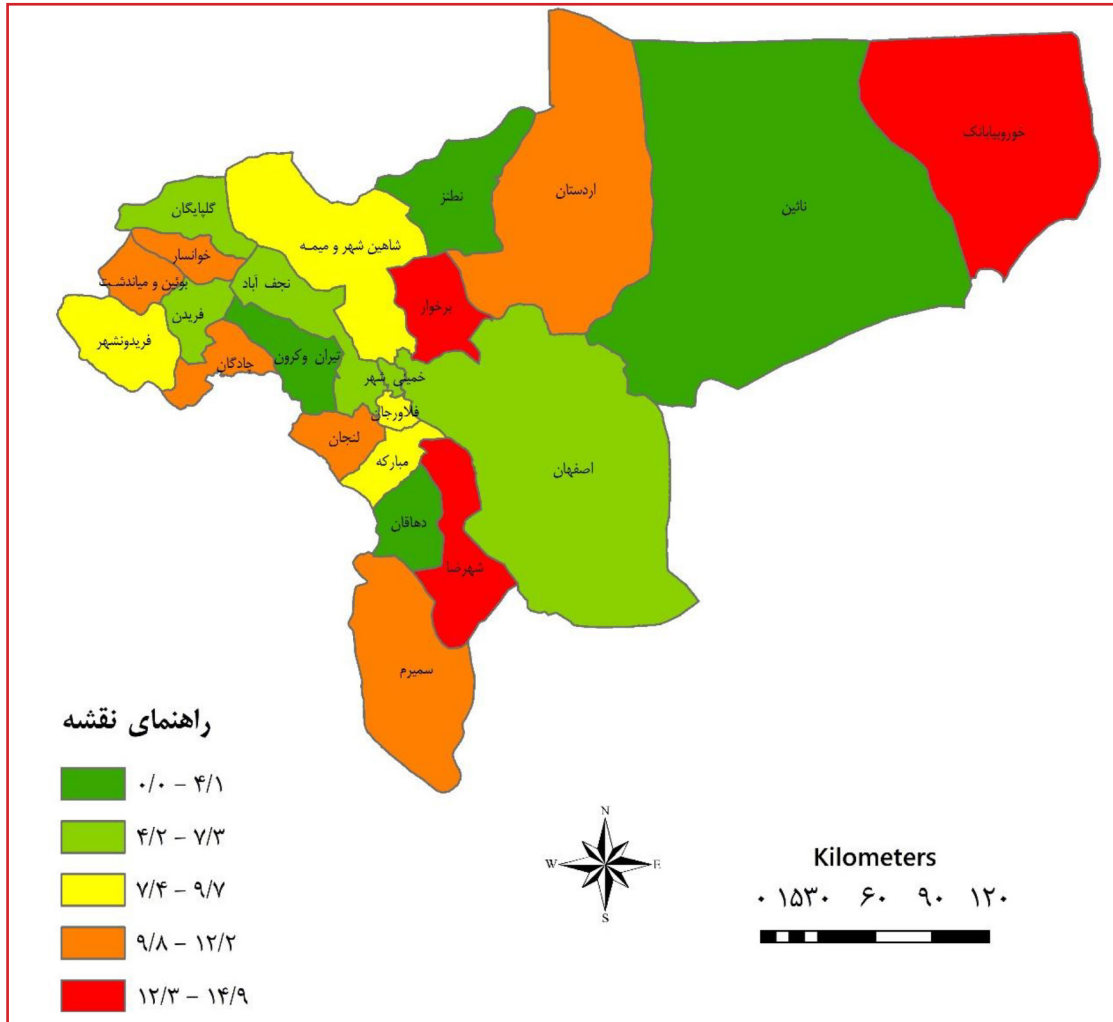 خوروبیابانک
نائین
اردستان
نطنز
گلپایگان
شاهین شهر و میمه
خوانسار
بوئین و میاندشت
نجف آباد
برخوار
فریدن
فریدونشهر
چادگان
تیران وکرون
خمینی شهر
فلاورجان
لنجان
مبارکه
اصفهان
دهاقان
شهرضا
سمیرم
راهنمای نقشه
۰/۰ – ۴/۱
۴/۲ – ۷/۳
۷/۴ – ۹/۷
۹/۸ – ۱۲/۲
۱۲/۳ – ۱۴/۹
N
W E
S
Kilometers
۰ ۱۵۳۰ ۶۰ ۹۰ ۱۲۰